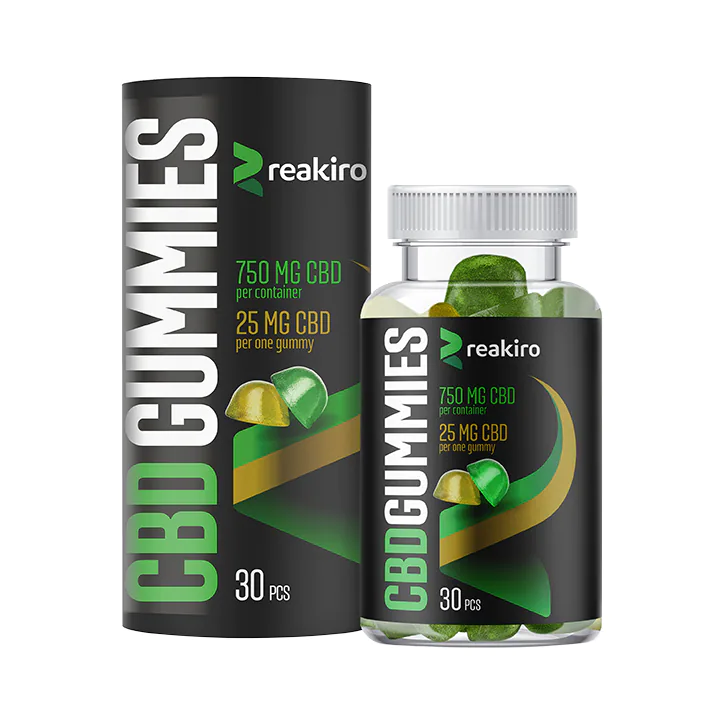 CBD GUMMIES
reakiro
750 MG CBD
per container
25 MG CBD
per one gummy
30 PCS
CBD GUMMIES
reakiro
750 MG CBD
per container
25 MG CBD
per one gummy
30 PCS